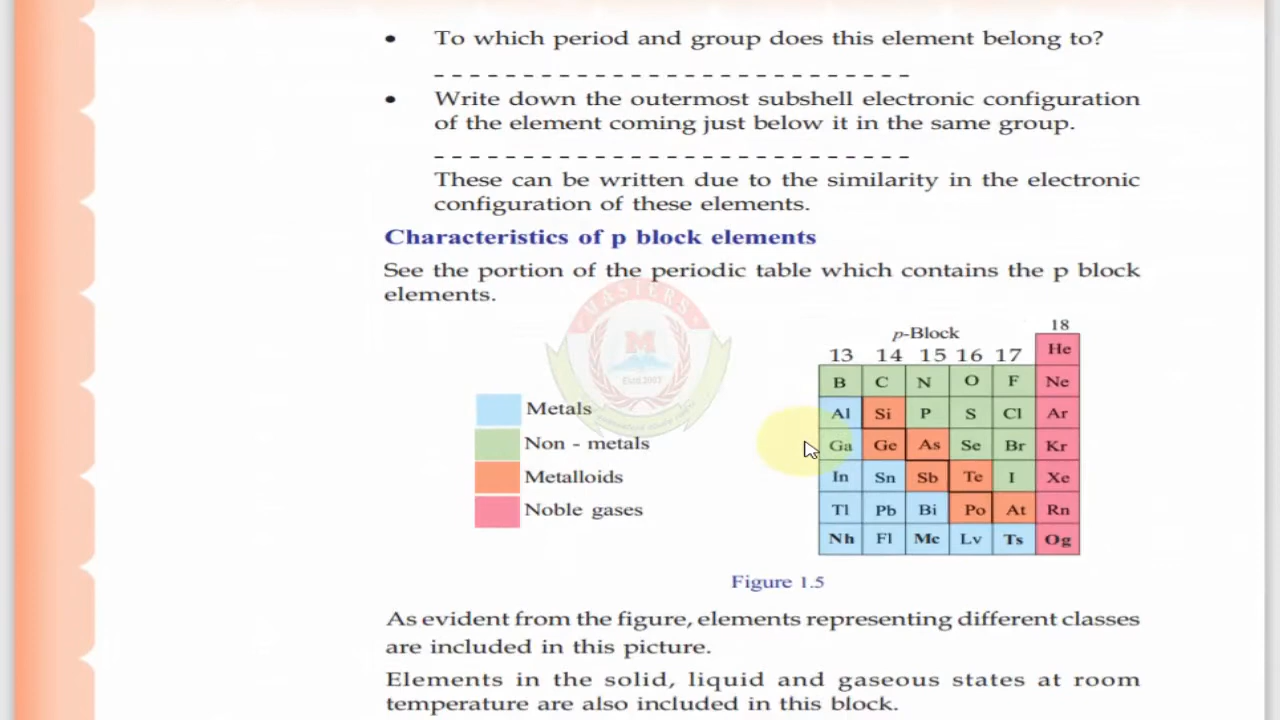 • To which period and group does this element belong to?
• Write down the outermost subshell electronic configuration
of the element coming just below it in the same group.
These can be written due to the similarity in the electronic
configuration of these elements.
Characteristics of p block elements
See the portion of the periodic table which contains the p block
elements.
MASTERS
M
Estd 2007
Metals
Non - metals
Metalloids
Noble gases
18
p-Block
13 14 15 16 17
He
B C N O F Ne
Al Si P S Cl Ar
Ga Ge As Se Br Kr
In Sn Sb Te I Xe
Tl Pb Bi Po At Rn
Nh Fl Mc Lv Ts Og
Figure 1.5
As evident from the figure, elements representing different classes
are included in this picture.
Elements in the solid, liquid and gaseous states at room
temperature are also included in this block.